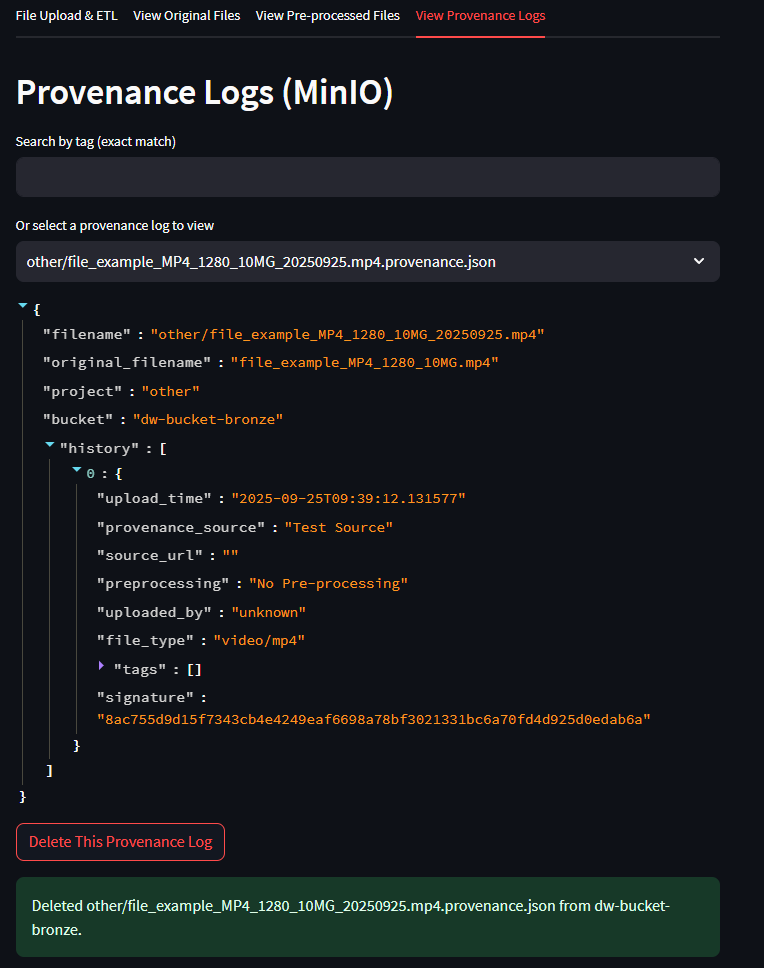 File Upload & ETL View Original Files View Pre-processed Files View Provenance Logs
Provenance Logs (MinIO)
Search by tag (exact match)
Or select a provenance log to view
other/file_example_MP4_1280_10MG_20250925.mp4.provenance.json
{
"filename" : "other/file_example_MP4_1280_10MG_20250925.mp4"
"original_filename" : "file_example_MP4_1280_10MG.mp4"
"project" : "other"
"bucket" : "dw-bucket-bronze"
"history" : [
0 : {
"upload_time" : "2025-09-25T09:39:12.131577"
"provenance_source" : "Test Source"
"source_url" : ""
"preprocessing" : "No Pre-processing"
"uploaded_by" : "unknown"
"file_type" : "video/mp4"
"tags" : []
"signature" :
"8ac755d9d15f7343cb4e4249eaf6698a78bf3021331bc6a70fd4d925d0edab6a"
}
]
}
Delete This Provenance Log
Deleted other/file_example_MP4_1280_10MG_20250925.mp4.provenance.json from dw-bucket-
bronze.